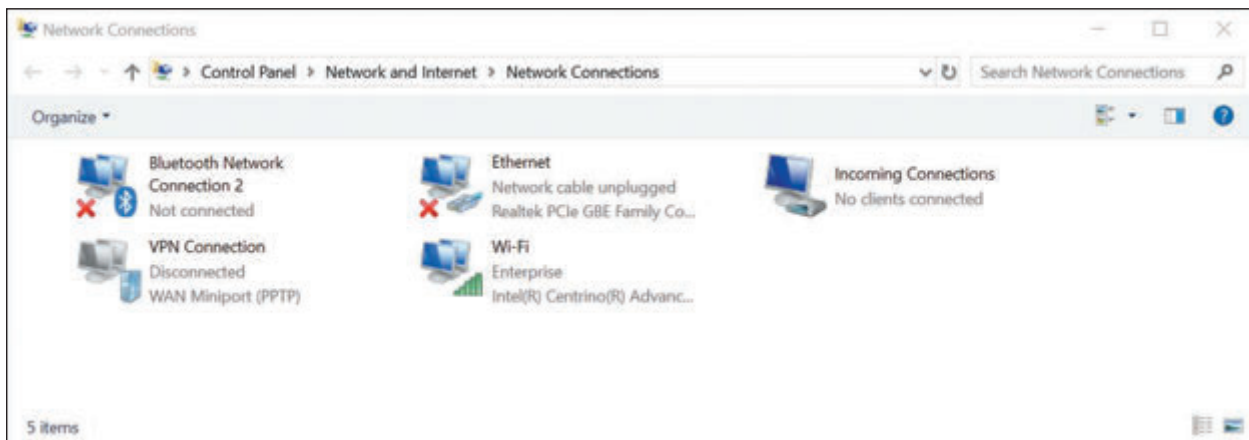 Network Connections
Control Panel > Network and Internet > Network Connections
Search Network Connections
Organize
Bluetooth Network
Connection 2
Not connected
Ethernet
Network cable unplugged
Realtek PCIe GBE Family Co...
Incoming Connections
No clients connected
VPN Connection
Disconnected
WAN Miniport (PPTP)
Wi-Fi
Enterprise
Intel(R) Centrino(R) Advanc...
5 items